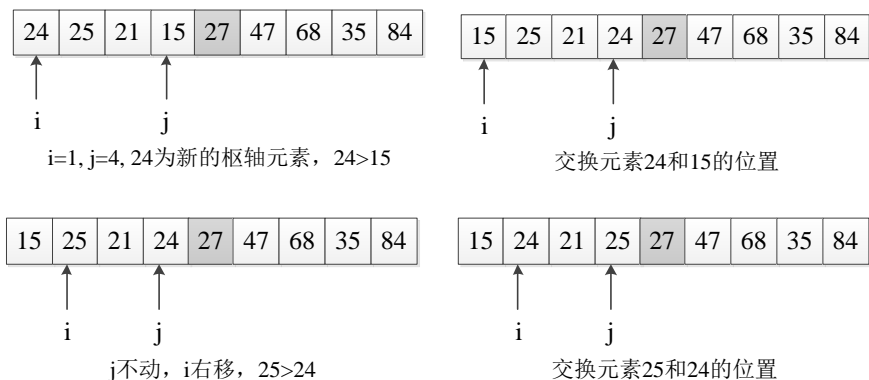 24 25 21 15 27 47 68 35 84
i j
i=1, j=4, 24为新的枢轴元素，24>15
15 25 21 24 27 47 68 35 84
i j
交换元素24和15的位置
15 25 21 24 27 47 68 35 84
i j
j不动，i右移，25>24
15 24 21 25 27 47 68 35 84
i j
交换元素25和24的位置